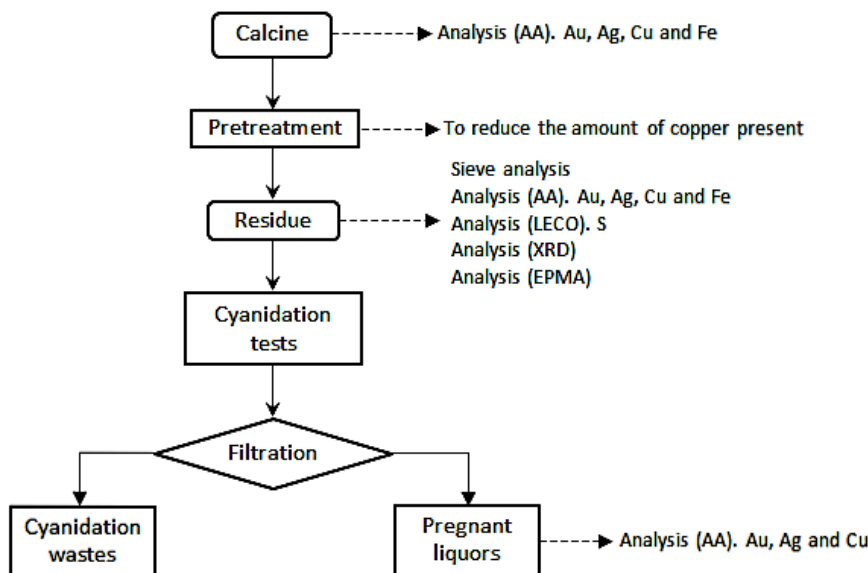 Calcine
Analysis (AA). Au, Ag, Cu and Fe
Pretreatment
To reduce the amount of copper present
Sieve analysis
Analysis (AA). Au, Ag, Cu and Fe
Residue
Analysis (LECO). S
Analysis (XRD)
Analysis (EPMA)
Cyanidation
tests
Filtration
Cyanidation
wastes
Pregnant
liquors
Analysis (AA). Au, Ag and Cu